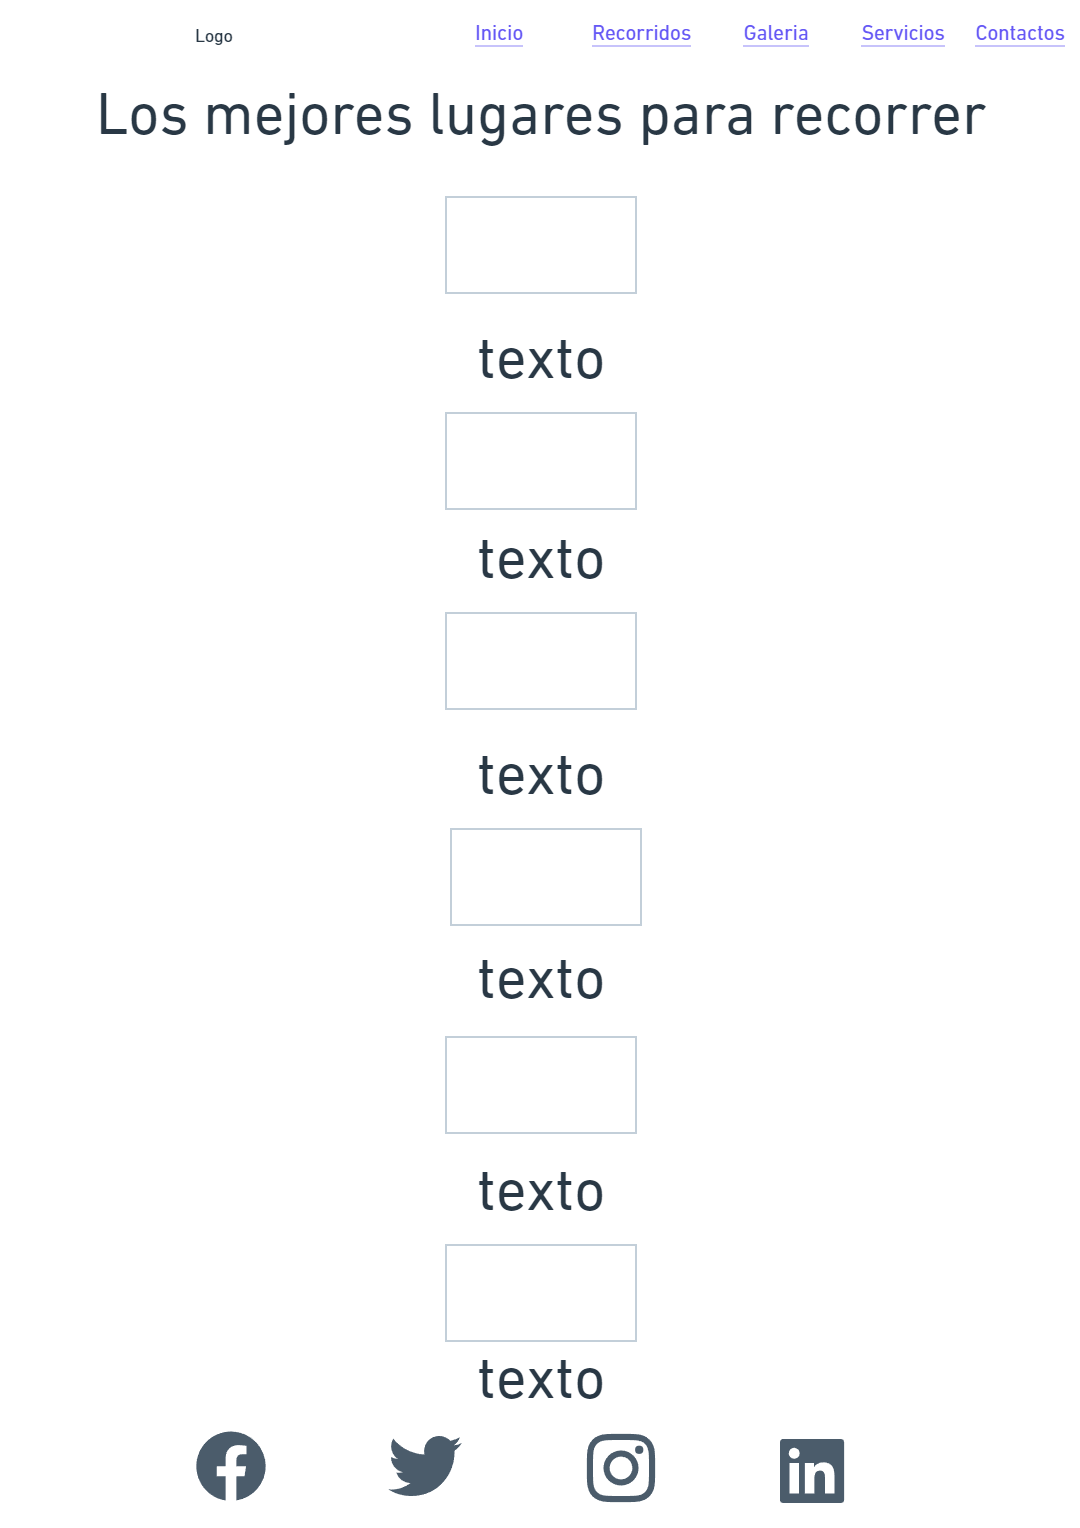 Logo
Inicio Recorridos Galeria Servicios Contactos
Los mejores lugares para recorrer
texto
texto
texto
texto
texto
texto